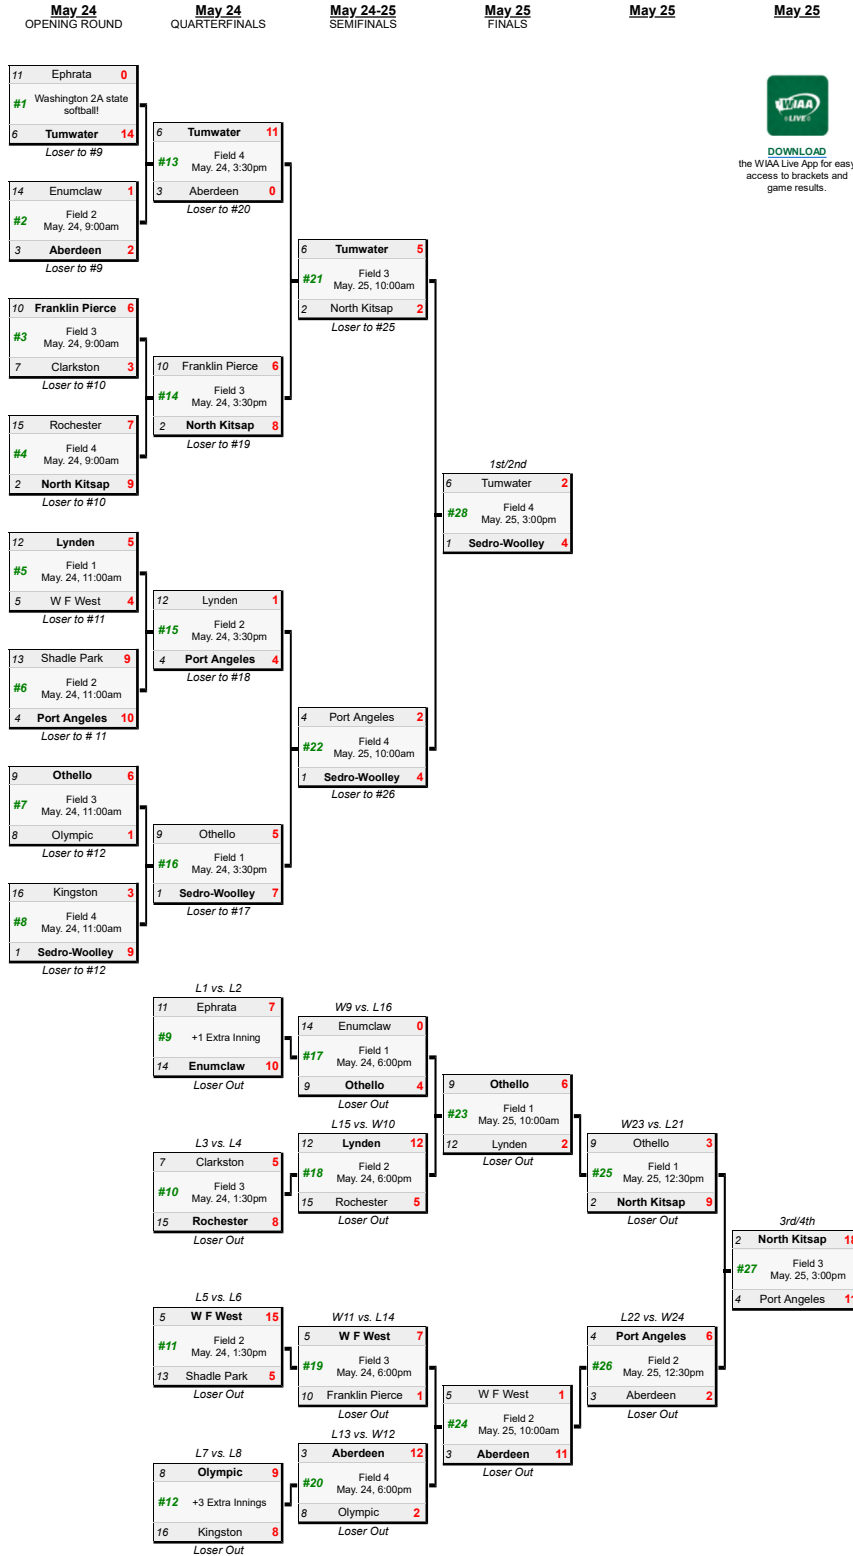 May 24
OPENING ROUND
May 24
QUARTERFINALS
May 24-25
SEMIFINALS
May 25
FINALS
May 25
May 25
WIAA
LIVE
DOWNLOAD
the WIAA Live App for easy
access to brackets and
game results.
11 Ephrata 0
#1 Washington 2A state
softball!
6 Tumwater 14
Loser to #9
14 Enumclaw 1
#2 Field 2
May. 24, 9:00am
3 Aberdeen 2
Loser to #9
10 Franklin Pierce 6
#3 Field 3
May. 24, 9:00am
7 Clarkston 3
Loser to #10
15 Rochester 7
#4 Field 4
May. 24, 9:00am
2 North Kitsap 9
Loser to #10
12 Lynden 5
#5 Field 1
May. 24, 11:00am
5 W F West 4
Loser to #11
13 Shadle Park 9
#6 Field 2
May. 24, 11:00am
4 Port Angeles 10
Loser to # 11
9 Othello 6
#7 Field 3
May. 24, 11:00am
8 Olympic 1
Loser to #12
16 Kingston 3
#8 Field 4
May. 24, 11:00am
1 Sedro-Woolley 9
Loser to #12
6 Tumwater 11
#13 Field 4
May. 24, 3:30pm
3 Aberdeen 0
Loser to #20
10 Franklin Pierce 6
#14 Field 3
May. 24, 3:30pm
2 North Kitsap 8
Loser to #19
12 Lynden 1
#15 Field 2
May. 24, 3:30pm
4 Port Angeles 4
Loser to #18
9 Othello 5
#16 Field 1
May. 24, 3:30pm
1 Sedro-Woolley 7
Loser to #17
6 Tumwater 5
#21 Field 3
May. 25, 10:00am
2 North Kitsap 2
Loser to #25
4 Port Angeles 2
#22 Field 4
May. 25, 10:00am
1 Sedro-Woolley 4
Loser to #26
1st/2nd
6 Tumwater 2
#28 Field 4
May. 25, 3:00pm
1 Sedro-Woolley 4
L1 vs. L2
11 Ephrata 7
#9 +1 Extra Inning
14 Enumclaw 10
Loser Out
L3 vs. L4
7 Clarkston 5
#10 Field 3
May. 24, 1:30pm
15 Rochester 8
Loser Out
L5 vs. L6
5 W F West 15
#11 Field 2
May. 24, 1:30pm
13 Shadle Park 5
Loser Out
L7 vs. L8
8 Olympic 9
#12 +3 Extra Innings
16 Kingston 8
Loser Out
W9 vs. L16
14 Enumclaw 0
#17 Field 1
May. 24, 6:00pm
9 Othello 4
Loser Out
L15 vs. W10
12 Lynden 12
#18 Field 2
May. 24, 6:00pm
15 Rochester 5
Loser Out
W11 vs. L14
5 W F West 7
#19 Field 3
May. 24, 6:00pm
10 Franklin Pierce 1
Loser Out
L13 vs. W12
3 Aberdeen 12
#20 Field 4
May. 24, 6:00pm
8 Olympic 2
Loser Out
9 Othello 6
#23 Field 1
May. 25, 10:00am
12 Lynden 2
Loser Out
5 W F West 1
#24 Field 2
May. 25, 10:00am
3 Aberdeen 11
Loser Out
W23 vs. L21
9 Othello 3
#25 Field 1
May. 25, 12:30pm
2 North Kitsap 9
Loser Out
L22 vs. W24
4 Port Angeles 6
#26 Field 2
May. 25, 12:30pm
3 Aberdeen 2
Loser Out
3rd/4th
2 North Kitsap 18
#27 Field 3
May. 25, 3:00pm
4 Port Angeles 11